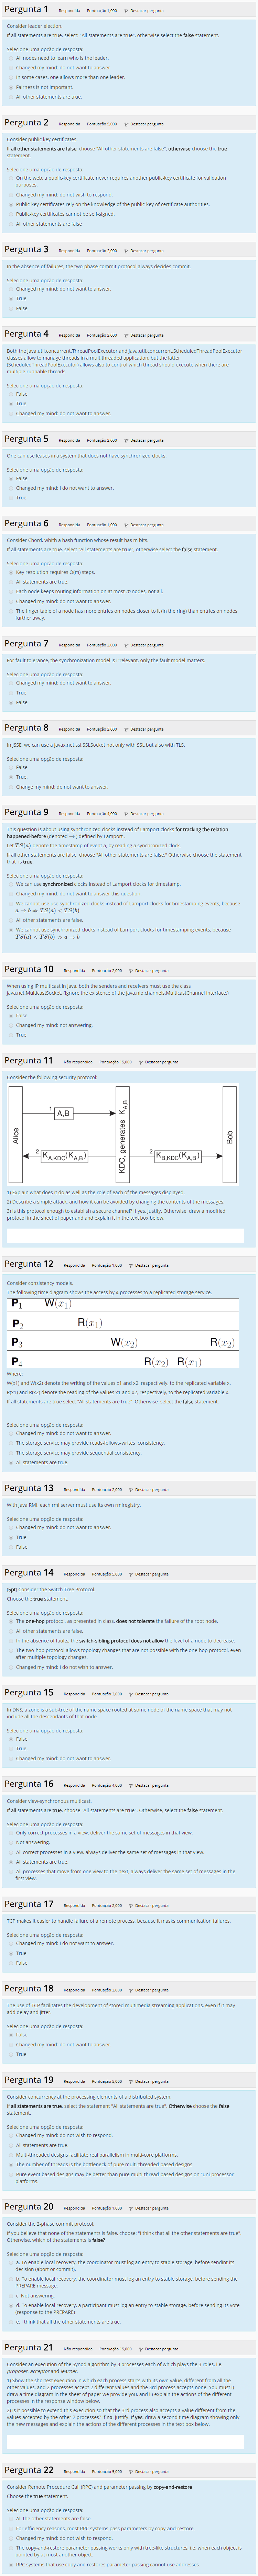 Pergunta 1 Respondida Pontuação 1,000 Destacar pergunta
Consider leader election.
If all statements are true, select, "All statements are true", otherwise select the false statement.
Selecione uma opção de resposta:
All nodes need to learn who is the leader.
Changed my mind: do not want to answer
In some cases, one allows more than one leader.
Fairness is not important.
All other statements are true.
Pergunta 2 Respondida Pontuação 5,000 Destacar pergunta
Consider public key certificates.
If all other statements are false, choose "All other statements are false", otherwise choose the true
statement.
Selecione uma opção de resposta:
On the web, a public-key certificate never requires another public-key certificate for validation
purposes.
Changed my mind: do not wish to respond.
Public-key certificates rely on the knowledge of the public-key of certificate authorities.
Public-key certificates cannot be self-signed.
All other statements are false
Pergunta 3 Respondida Pontuação 2,000 Destacar pergunta
In the absence of failures, the two-phase-commit protocol always decides commit.
Selecione uma opção de resposta:
Changed my mind: do not want to answer.
True
False
Pergunta 4 Respondida Pontuação 2,000 Destacar pergunta
Both the java.util.concurrent.ThreadPoolExecutor and java.util.concurrent.ScheduledThreadPoolExecutor
classes allow to manage threads in a multithreaded application, but the latter
(ScheduledThreadPoolExecutor) allows also to control which thread should execute when there are
multiple runnable threads.
Selecione uma opção de resposta:
False
True
Changed my mind: do not want to answer.
Pergunta 5 Respondida Pontuação 2,000 Destacar pergunta
One can use leases in a system that does not have synchronized clocks.
Selecione uma opção de resposta:
False
Changed my mind: I do not want to answer.
True
Pergunta 6 Respondida Pontuação 1,000 Destacar pergunta
Consider Chord, whith a hash function whose result has m bits.
If all statements are true, select "All statements are true", otherwise select the false statement.
Selecione uma opção de resposta:
Key resolution requires O(m) steps.
All statements are true.
Each node keeps routing information on at most m nodes, not all.
Changed my mind: do not want to answer.
The finger table of a node has more entries on nodes closer to it (in the ring) than entries on nodes
further away.
Pergunta 7 Respondida Pontuação 2,000 Destacar pergunta
For fault tolerance, the synchronization model is irrelevant, only the fault model matters.
Selecione uma opção de resposta:
Changed my mind: do not want to answer.
True
False
Pergunta 8 Respondida Pontuação 2,000 Destacar pergunta
In JSSE, we can use a javax.net.ssl.SSLSocket not only with SSL but also with TLS.
Selecione uma opção de resposta:
False
True.
Change my mind: do not want to answer.
Pergunta 9 Respondida Pontuação 4,000 Destacar pergunta
This question is about using synchronized clocks instead of Lamport clocks for tracking the relation
happened-before (denoted → ) defined by Lamport .
Let TS(a) denote the timestamp of event a, by reading a synchronized clock.
If all other statements are false, choose "All other statements are false." Otherwise choose the statement
that is true.
Selecione uma opção de resposta:
We can use synchronized clocks instead of Lamport clocks for timestamp.
Changed my mind: do not want to answer this question.
We cannot use synchronized clocks instead of Lamport clocks for timestamping events, because
a → b ⇏ TS(a) < TS(b)
All other statements are false.
We cannot use synchronized clocks instead of Lamport clocks for timestamping events, because
TS(a) < TS(b) ⇏ a → b
Pergunta 10 Respondida Pontuação 2,000 Destacar pergunta
When using IP multicast in Java, both the senders and receivers must use the class
java.net.MulticastSocket. (Ignore the existence of the java.nio.channels.MulticastChannel interface.)
Selecione uma opção de resposta:
False
Changed my mind: not answering.
True
Pergunta 11 Não respondida Pontuação 10,000 Destacar pergunta
Consider the following security protocol:
Alice
1 A,B
KDC, generates K A,B
2 K A,KDC (K A,B )
2 K B,KDC (K A,B )
Bob
1) Explain what does it do as well as the role of each of the messages displayed.
2) Describe a simple attack, and how it can be avoided by changing the contents of the messages.
3) Is this protocol enough to establish a secure channel? If yes, justify. Otherwise, draw a modified
protocol in the sheet of paper and and explain it in the text box below.
Pergunta 12 Respondida Pontuação 1,000 Destacar pergunta
Consider consistency models.
The following time diagram shows the access by 4 processes to a replicated storage service.
P1 W(x1)
P2 R(x1)
P3 W(x2) R(x2)
P4 R(x2) R(x1)
Where:
W(x1) and W(x2) denote the writing of the values x1 and x2, respectively, to the replicated variable x.
R(x1) and R(x2) denote the reading of the values x1 and x2, respectively, to the replicated variable x.
If all statements are true select "All statements are true". Otherwise, select the false statement.
Selecione uma opção de resposta:
Changed my mind: do not want to answer.
The storage service may provide reads-follows-writes consistency.
The storage service may provide sequential consistency.
All statements are true.
Pergunta 13 Respondida Pontuação 2,000 Destacar pergunta
With Java RMI, each rmi server must use its own rmiregistry.
Selecione uma opção de resposta:
Changed my mind: do not want to answer.
True
False
Pergunta 14 Respondida Pontuação 5,000 Destacar pergunta
(5pt) Consider the Switch Tree Protocol.
Choose the true statement.
Selecione uma opção de resposta:
The one-hop protocol, as presented in class, does not tolerate the failure of the root node.
All other statements are false.
In the absence of faults, the switch-sibling protocol does not allow the level of a node to decrease.
The two-hop protocol allows topology changes that are not possible with the one-hop protocol, even
after multiple topology changes.
Changed my mind: I do not wish to answer.
Pergunta 15 Respondida Pontuação 2,000 Destacar pergunta
In DNS, a zone is a sub-tree of the name space rooted at some node of the name space that may not
include all the descendants of that node.
Selecione uma opção de resposta:
False
True.
Changed my mind: do not want to answer.
Pergunta 16 Respondida Pontuação 4,000 Destacar pergunta
Consider view-synchronous multicast.
If all statements are true, choose "All statements are true". Otherwise, select the false statement.
Selecione uma opção de resposta:
Only correct processes in a view, deliver the same set of messages in that view.
Not answering.
All correct processes in a view, always deliver the same set of messages in that view.
All statements are true.
All processes that move from one view to the next, always deliver the same set of messages in the
first view.
Pergunta 17 Respondida Pontuação 2,000 Destacar pergunta
TCP makes it easier to handle failure of a remote process, because it masks communication failures.
Selecione uma opção de resposta:
Changed my mind: I do not want to answer.
True
False
Pergunta 18 Respondida Pontuação 2,000 Destacar pergunta
The use of TCP facilitates the development of stored multimedia streaming applications, even if it may
add delay and jitter.
Selecione uma opção de resposta:
False
Changed my mind: do not want to answer.
True
Pergunta 19 Respondida Pontuação 5,000 Destacar pergunta
Consider concurrency at the processing elements of a distributed system.
If all statements are true, select the statement "All statements are true". Otherwise choose the false
statement.
Selecione uma opção de resposta:
Changed my mind: do not wish to respond.
All statements are true.
Multi-threaded designs facilitate real parallelism in multi-core platforms.
The number of threads is the bottleneck of pure multi-threaded-based designs.
Pure event based designs may be better than pure multi-thread-based designs on "uni-processor"
platforms.
Pergunta 20 Respondida Pontuação 1,000 Destacar pergunta
Consider the 2-phase commit protocol.
If you believe that none of the statements is false, choose: "I think that all the other statements are true".
Otherwise, which of the statements is false?
Selecione uma opção de resposta:
a. To enable local recovery, the coordinator must log an entry to stable storage, before sendint its
decision (abort or commit).
b. To enable local recovery, the coordinator must log an entry to stable storage, before sending the
PREPARE message.
c. Not answering.
d. To enable local recovery, a participant must log an entry to stable storage, before sending its vote
(response to the PREPARE)
e. I think that all the other statements are true.
Pergunta 21 Não respondida Pontuação 10,000 Destacar pergunta
Consider an execution of the Synod algorithm by 3 processes each of which plays the 3 roles, i.e.
proposer, acceptor and learner.
1) Show the shortest execution in which each process starts with its own value, different from all the
other values, and 2 processes accept 2 different values and the 3rd process accepts none. You must i)
draw a time diagram in the sheet of paper we provide you, and ii) explain the actions of the different
processes in the response window below.
2) Is it possible to extend this execution so that the 3rd process also accepts a value different from the
values accepted by the other 2 processes? If no, justify. If yes, draw a second time diagram showing only
the new messages and explain the actions of the different processes in the text box below.
Pergunta 22 Respondida Pontuação 5,000 Destacar pergunta
Consider Remote Procedure Call (RPC) and parameter passing by copy-and-restore
Choose the true statement.
Selecione uma opção de resposta:
All the other statements are false.
For efficiency reasons, most RPC systems pass parameters by copy-and-restore.
Changed my mind: do not wish to respond.
The copy-and-restore parameter passing works only with tree-like structures, i.e. when each object is
pointed by at most another object.
RPC systems that use copy and restores parameter passing cannot use addresses.